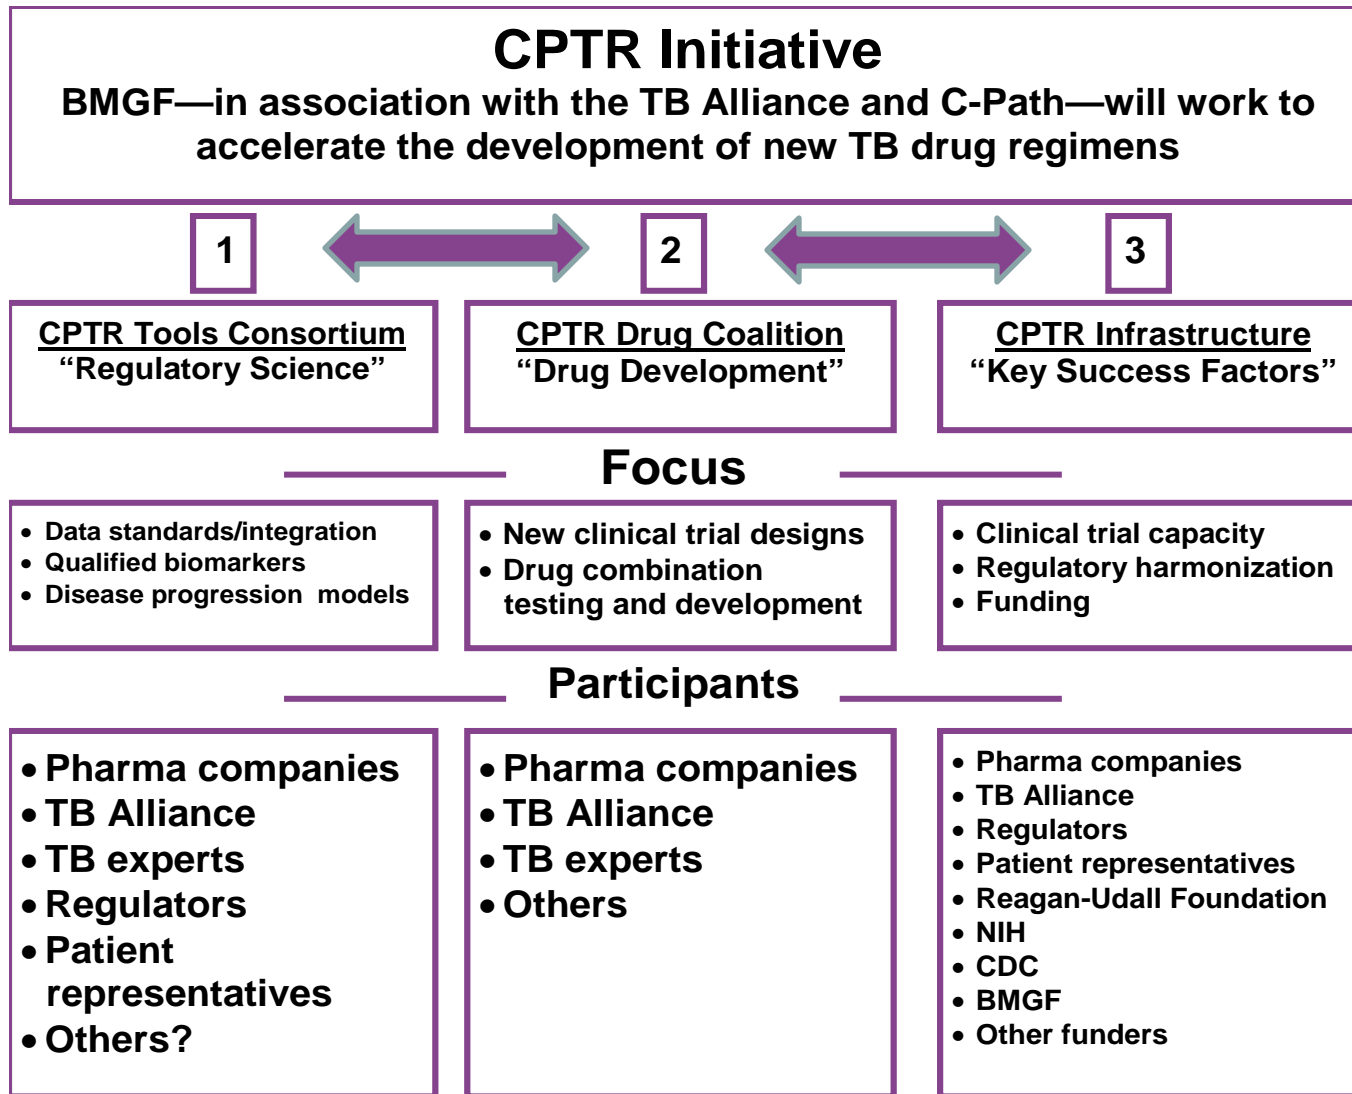 CPTR Initiative
BMGF—in association with the TB Alliance and C-Path—will work to
accelerate the development of new TB drug regimens
1
2
3
CPTR Tools Consortium
“Regulatory Science”
CPTR Drug Coalition
“Drug Development”
CPTR Infrastructure
“Key Success Factors”
Focus
• Data standards/integration
• Qualified biomarkers
• Disease progression models
• New clinical trial designs
• Drug combination
testing and development
• Clinical trial capacity
• Regulatory harmonization
• Funding
Participants
• Pharma companies
• TB Alliance
• TB experts
• Regulators
• Patient
representatives
• Others?
• Pharma companies
• TB Alliance
• TB experts
• Others
• Pharma companies
• TB Alliance
• Regulators
• Patient representatives
• Reagan-Udall Foundation
• NIH
• CDC
• BMGF
• Other funders